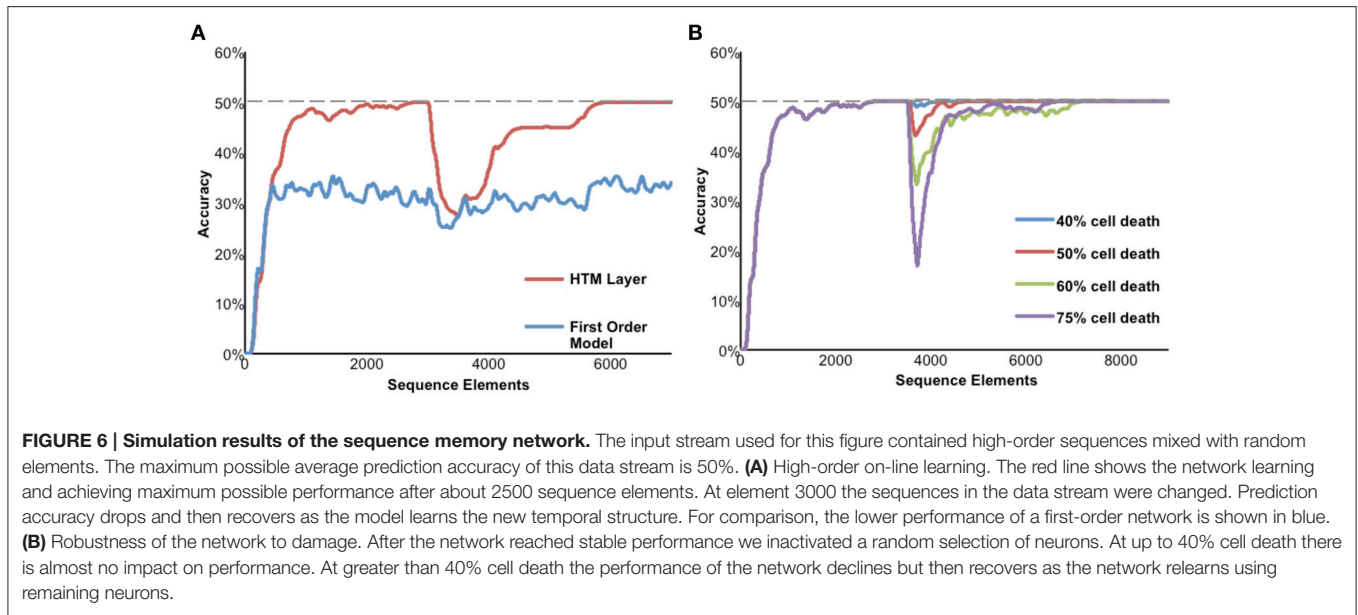 A
60%
50%
40%
30%
20%
10%
0%
Accuracy
0
2000
4000
6000
Sequence Elements
HTM Layer
First Order
Model
B
60%
50%
40%
30%
20%
10%
0%
Accuracy
0
2000
4000
6000
8000
Sequence Elements
40% cell death
50% cell death
60% cell death
75% cell death
FIGURE 6 | Simulation results of the sequence memory network. The input stream used for this figure contained high-order sequences mixed with random
elements. The maximum possible average prediction accuracy of this data stream is 50%. (A) High-order on-line learning. The red line shows the network learning
and achieving maximum possible performance after about 2500 sequence elements. At element 3000 the sequences in the data stream were changed. Prediction
accuracy drops and then recovers as the model learns the new temporal structure. For comparison, the lower performance of a first-order network is shown in blue.
(B) Robustness of the network to damage. After the network reached stable performance we inactivated a random selection of neurons. At up to 40% cell death there
is almost no impact on performance. At greater than 40% cell death the performance of the network declines but then recovers as the network relearns using
remaining neurons.